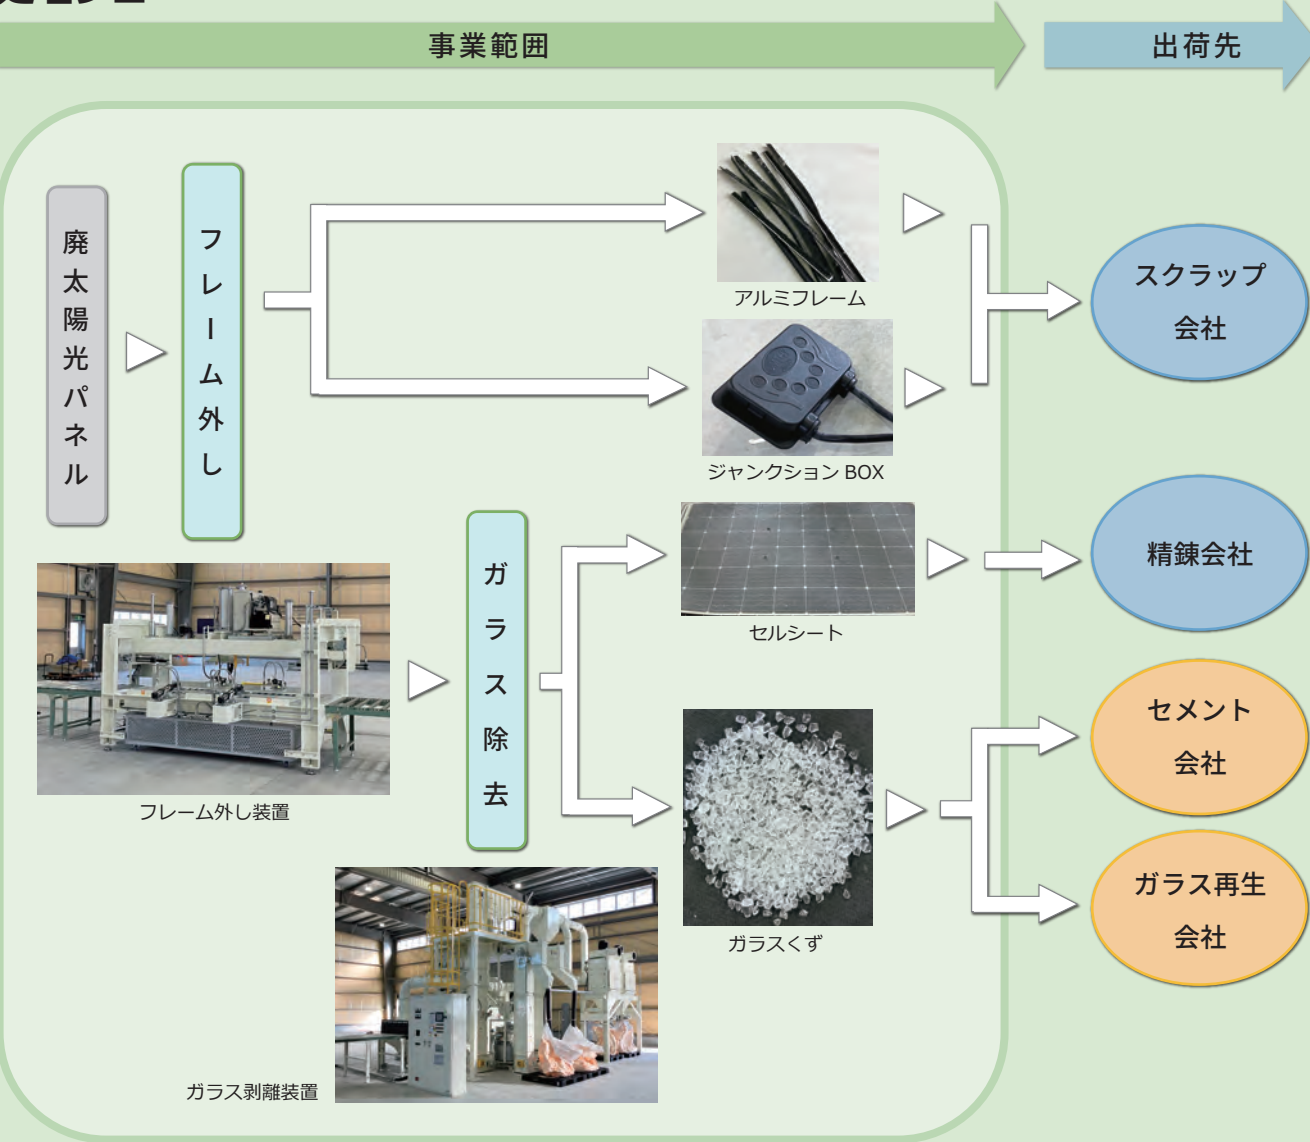 事業範囲
出荷先
廃太陽光パネル
フレーム外し
アルミフレーム
ジャンクション BOX
スクラップ
会社
ガラス除去
セルシート
精錬会社
フレーム外し装置
ガラスくず
セメント
会社
ガラス再生
会社
ガラス剥離装置